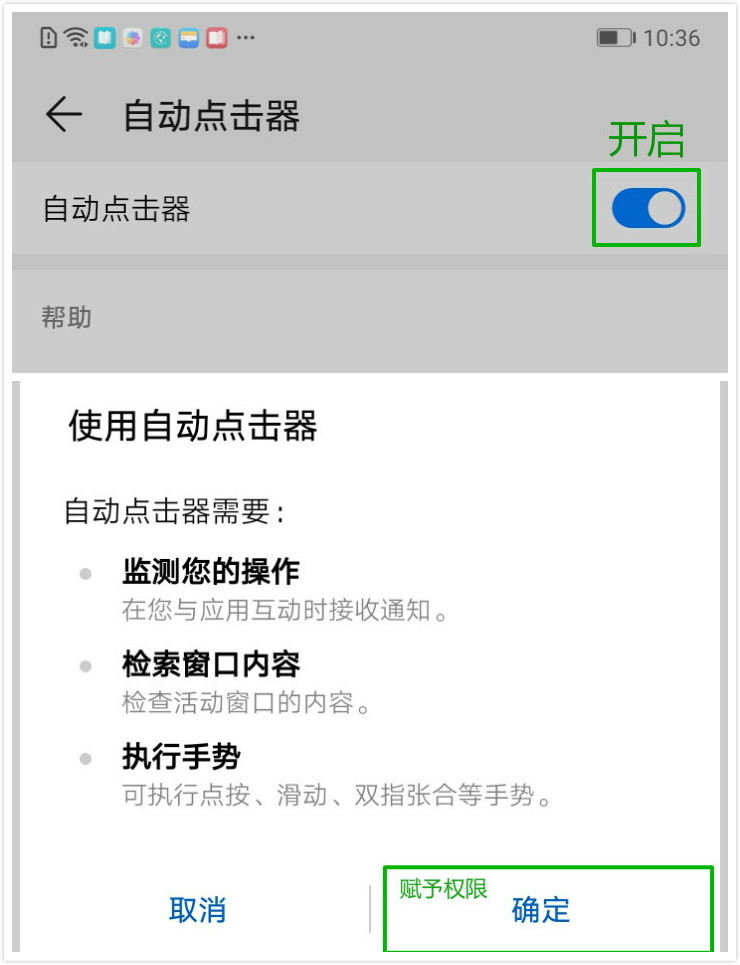 10:36
自动点击器
开启
自动点击器
帮助
使用自动点击器
自动点击器需要：
监测您的操作
在您与应用互动时接收通知。
检索窗口内容
检查活动窗口的内容。
执行手势
可执行点按、滑动、双指张合等手势。
取消
赋予权限
确定